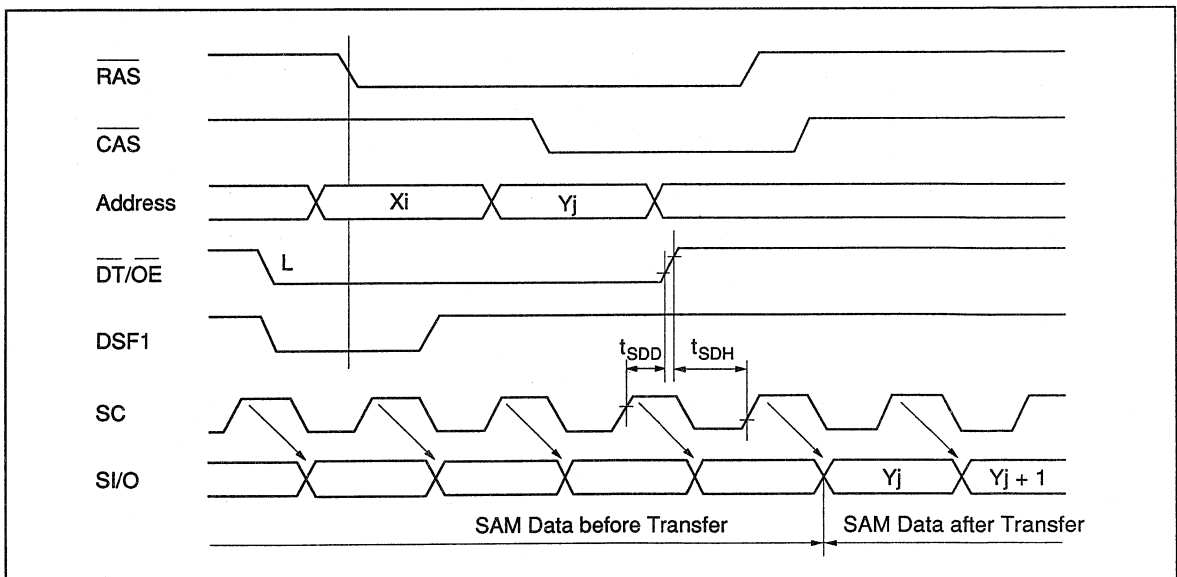 RAS
CAS
Address Xi Yj
DT/OE L
DSF1
tSDD tSDH
SC
SI/O Yj Yj + 1
SAM Data before Transfer SAM Data after Transfer